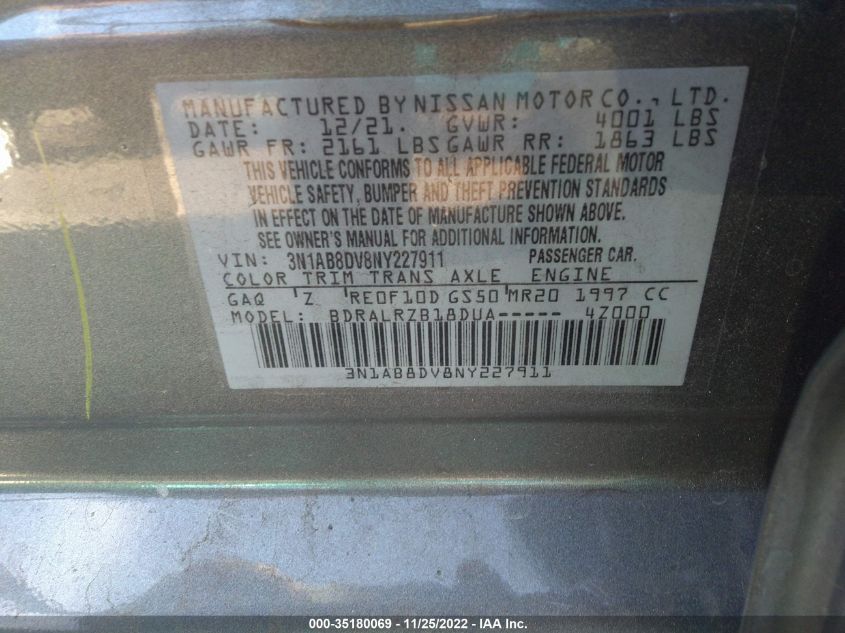 MANUFACTURED BY NISSAN MOTOR CO., LTD.
DATE: 12/21. GVWR: 4001 LBS
GAWR FR: 2161 LBS GAWR RR: 1863 LBS
THIS VEHICLE CONFORMS TO ALL APPLICABLE FEDERAL MOTOR
VEHICLE SAFETY, BUMPER AND THEFT PREVENTION STANDARDS
IN EFFECT ON THE DATE OF MANUFACTURE SHOWN ABOVE.
SEE OWNER'S MANUAL FOR ADDITIONAL INFORMATION.
VIN: 3N1AB8DV8NY227911 PASSENGER CAR.
COLOR TRIM TRANS AXLE ENGINE
GAQ 'Z 'RE0F10D GS50 'MR20 1997 CC
MODEL: BDRALRZB18DUA----- 4Z000
3N1AB8DV8NY227911
000-35180069 - 11/25/2022 - IAA Inc.